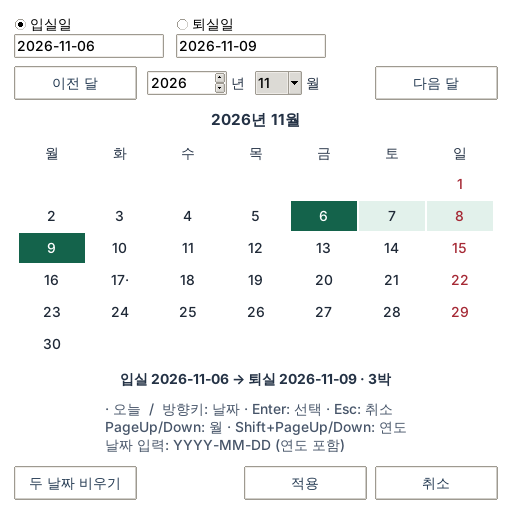 입실일 퇴실일
2026-11-06 2026-11-09
이전 달 2026 년 11 월 다음 달
2026년 11월
월 화 수 목 금 토 일
1
2 3 4 5 6 7 8
9 10 11 12 13 14 15
16 17· 18 19 20 21 22
23 24 25 26 27 28 29
30
입실 2026-11-06 → 퇴실 2026-11-09 · 3박
· 오늘 / 방향키: 날짜 · Enter: 선택 · Esc: 취소
PageUp/Down: 월 · Shift+PageUp/Down: 연도
날짜 입력: YYYY-MM-DD (연도 포함)
두 날짜 비우기 적용 취소